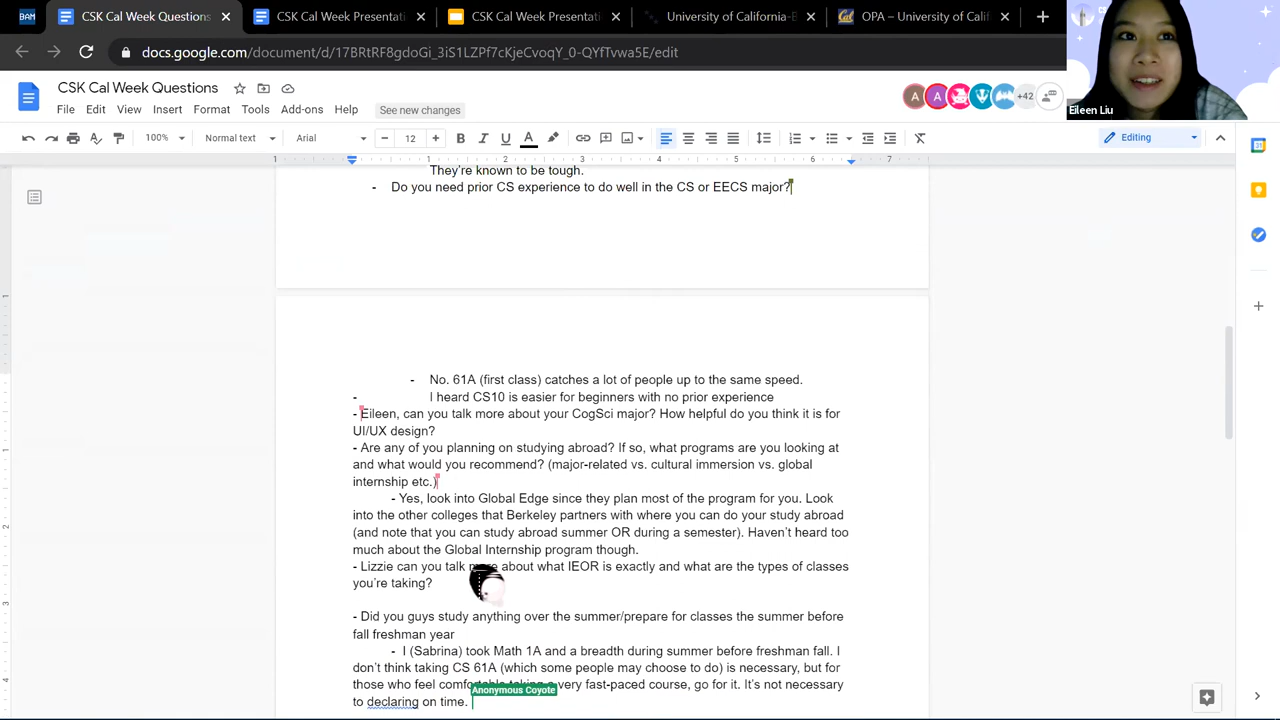 CSK Cal Week Questions
CSK Cal Week Presentati
CSK Cal Week Presentati
University of California-E
OPA – University of Calif
docs.google.com/document/d/17BRtRF8gdoGl_3iS1LZPf7cKjeCvoqY_0-QYfTvwa5E/edit
Eileen Liu
CSK Cal Week Questions
File Edit View Insert Format Tools Add-ons Help See new changes
A A +42
100% Normal text Arial 12 B I U A Editing
1 1 2 3 4 5 6 7
They're known to be tough.
- Do you need prior CS experience to do well in the CS or EECS major?
- No. 61A (first class) catches a lot of people up to the same speed.
- I heard CS10 is easier for beginners with no prior experience
- Eileen, can you talk more about your CogSci major? How helpful do you think it is for
UI/UX design?
- Are any of you planning on studying abroad? If so, what programs are you looking at
and what would you recommend? (major-related vs. cultural immersion vs. global
internship etc.)
- Yes, look into Global Edge since they plan most of the program for you. Look
into the other colleges that Berkeley partners with where you can do your study abroad
(and note that you can study abroad summer OR during a semester). Haven't heard too
much about the Global Internship program though.
- Lizzie can you talk more about what IEOR is exactly and what are the types of classes
you're taking?
- Did you guys study anything over the summer/prepare for classes the summer before
fall freshman year
- I (Sabrina) took Math 1A and a breadth during summer before freshman fall. I
don't think taking CS 61A (which some people may choose to do) is necessary, but for
those who feel comfortable taking a very fast-paced course, go for it. It's not necessary
Anonymous Coyote
to declaring on time.